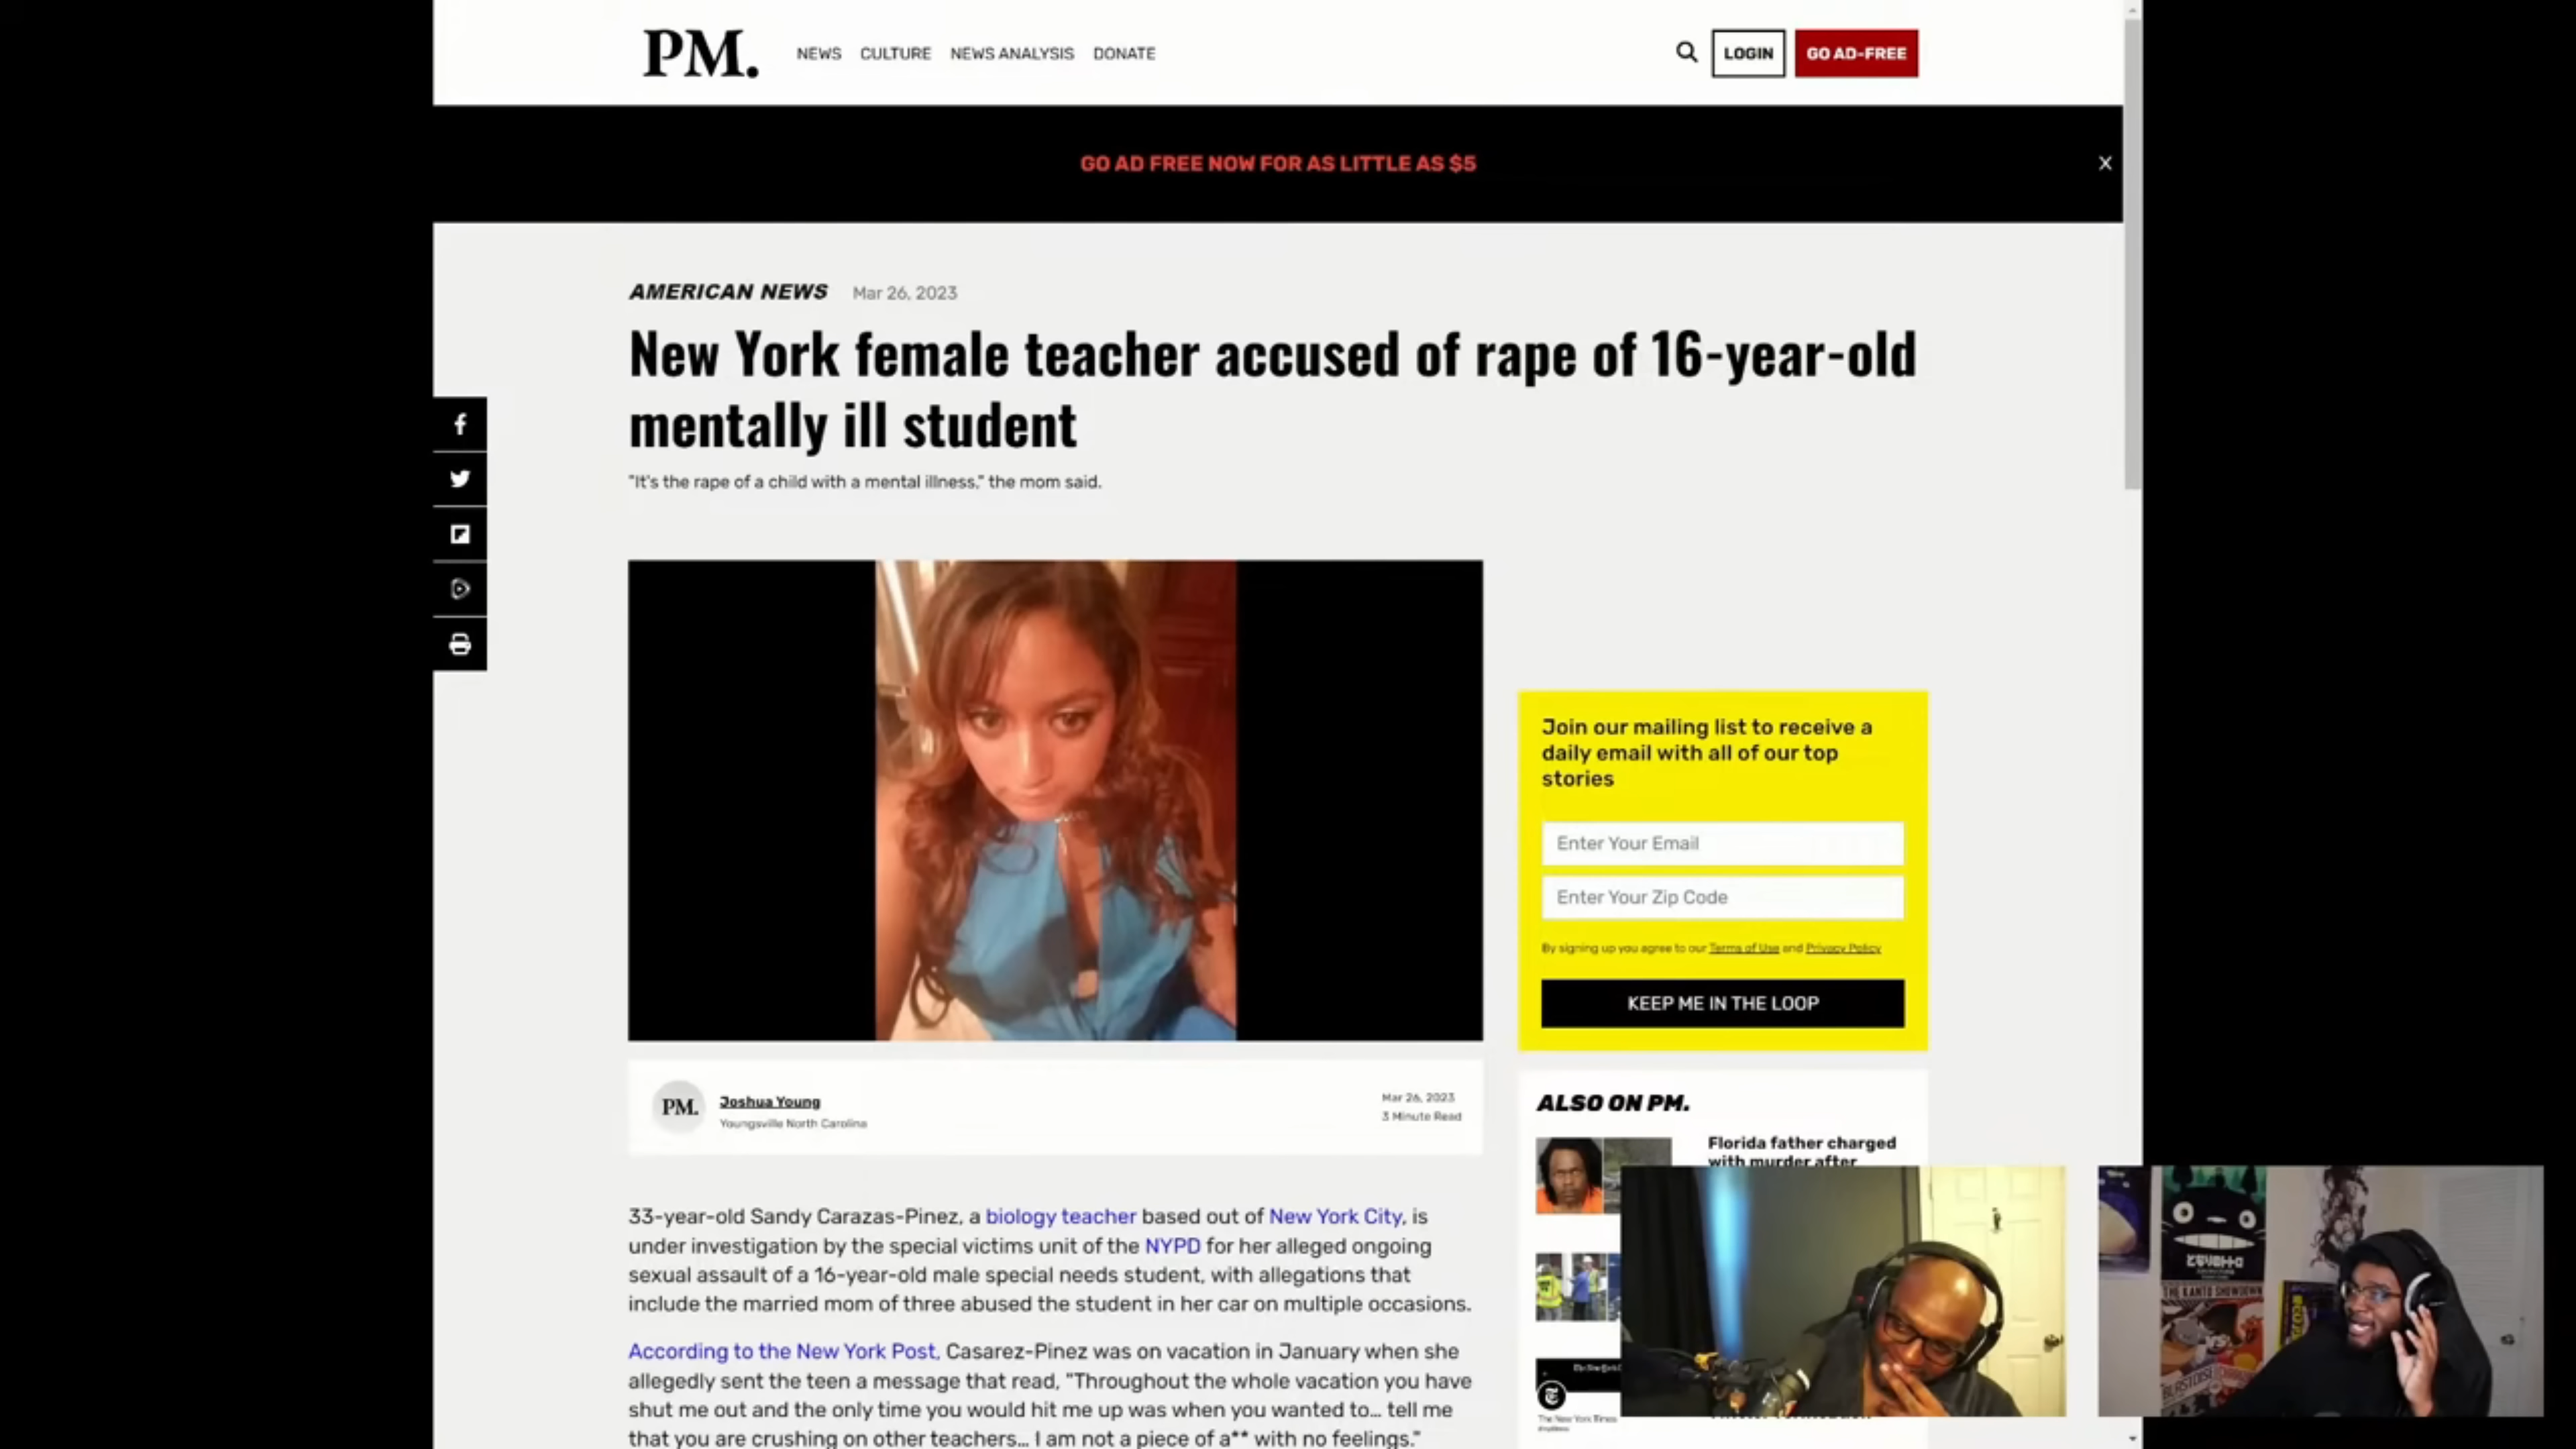 PM.
NEWS CULTURE NEWS ANALYSIS DONATE
LOGIN
GO AD-FREE
GO AD FREE NOW FOR AS LITTLE AS $5
X
AMERICAN NEWS Mar 26, 2023
New York female teacher accused of rape of 16-year-old
mentally ill student
"It's the rape of a child with a mental illness," the mom said.
Join our mailing list to receive a
daily email with all of our top
stories
Enter Your Email
Enter Your Zip Code
By signing up you agree to our Terms of Use and Privacy Policy
KEEP ME IN THE LOOP
PM.
Joshua Young
Youngsville North Carolina
Mar 26, 2023
3 Minute Read
ALSO ON PM.
Florida father charged
with murder after
33-year-old Sandy Carazas-Pinez, a biology teacher based out of New York City, is
under investigation by the special victims unit of the NYPD for her alleged ongoing
sexual assault of a 16-year-old male special needs student, with allegations that
include the married mom of three abused the student in her car on multiple occasions.
According to the New York Post, Casarez-Pinez was on vacation in January when she
allegedly sent the teen a message that read, "Throughout the whole vacation you have
shut me out and the only time you would hit me up was when you wanted to... tell me
that you are crushing on other teachers... I am not a piece of a** with no feelings."
The New York Times
THE KANTO SHOWDOWN
BLASTOISE